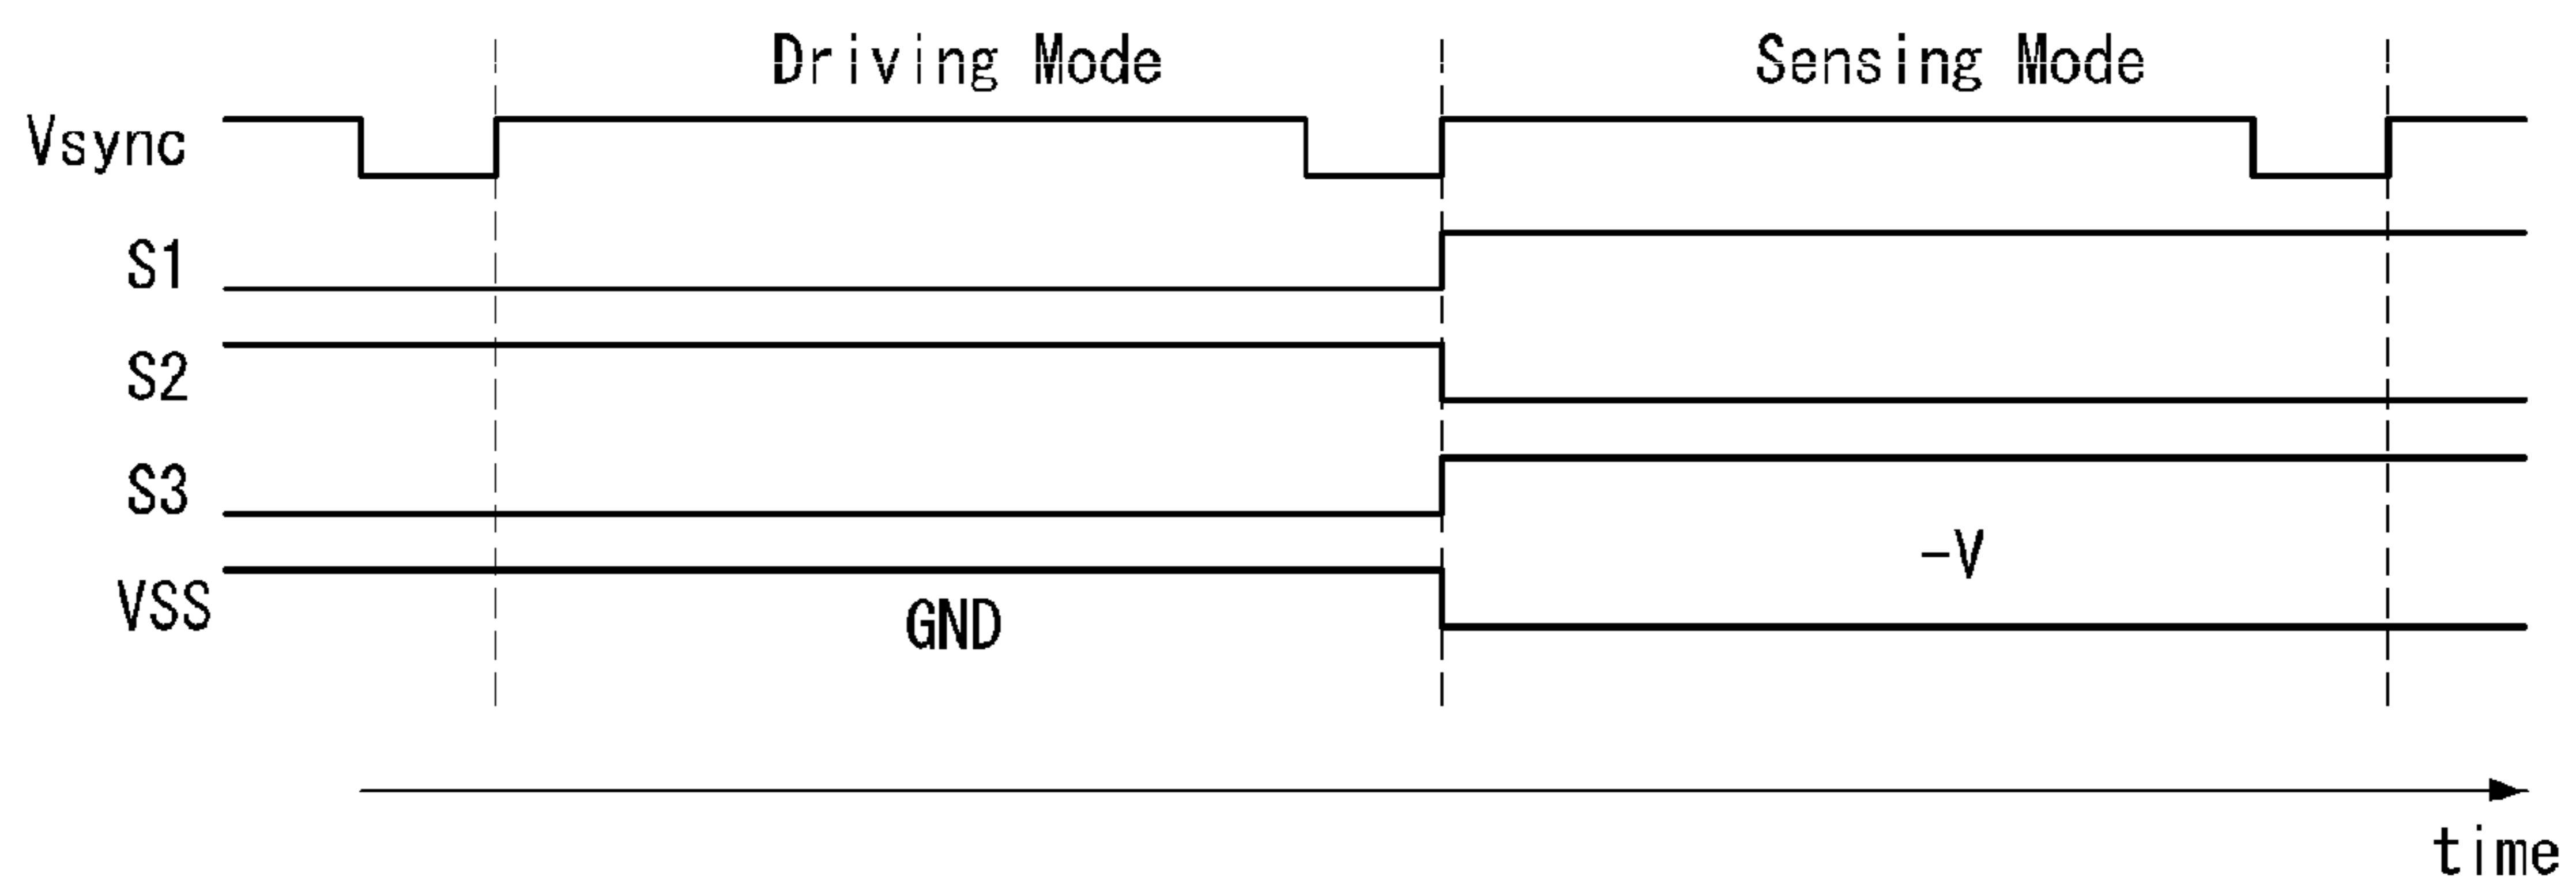 Driving Mode Sensing Mode
Vsync
S1
S2
S3
-V
VSS
GND
time